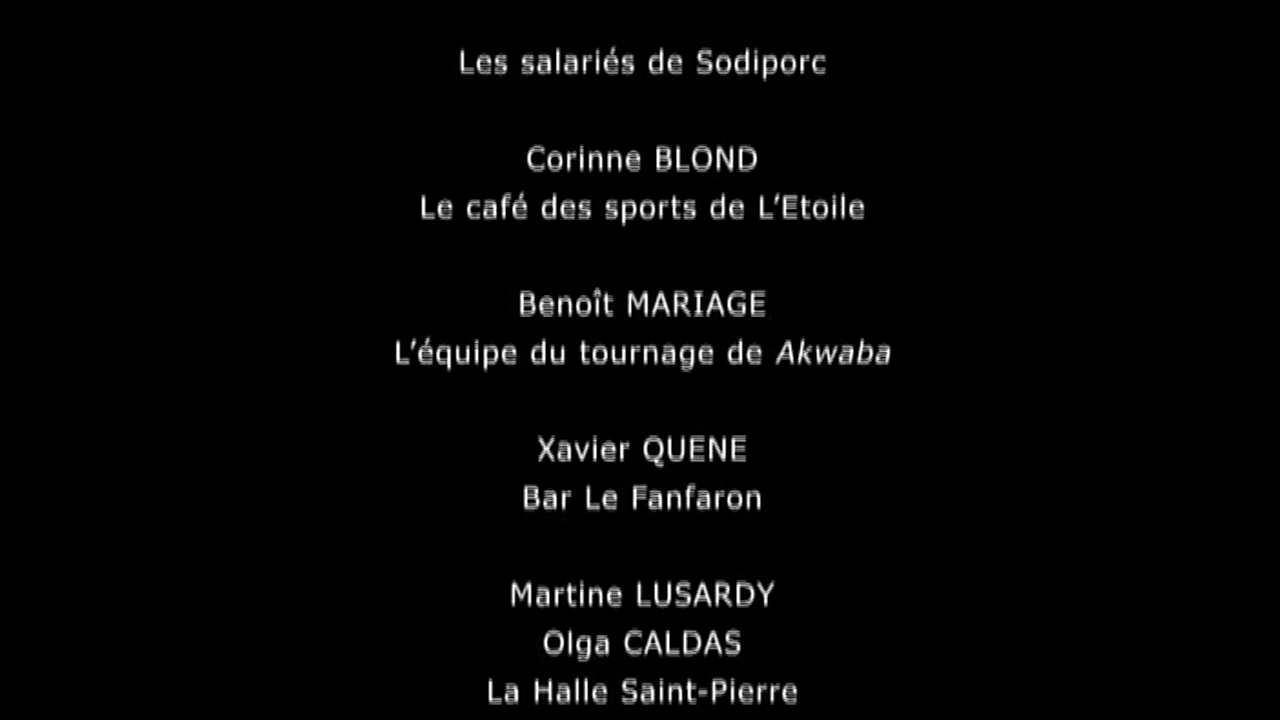 Les salariés de Sodiporc
Corinne BLOND
Le café des sports de L’Etoile
Benoît MARIAGE
L’équipe du tournage de Akwaba
Xavier QUENE
Bar Le Fanfaron
Martine LUSARDY
Olga CALDAS
La Halle Saint-Pierre